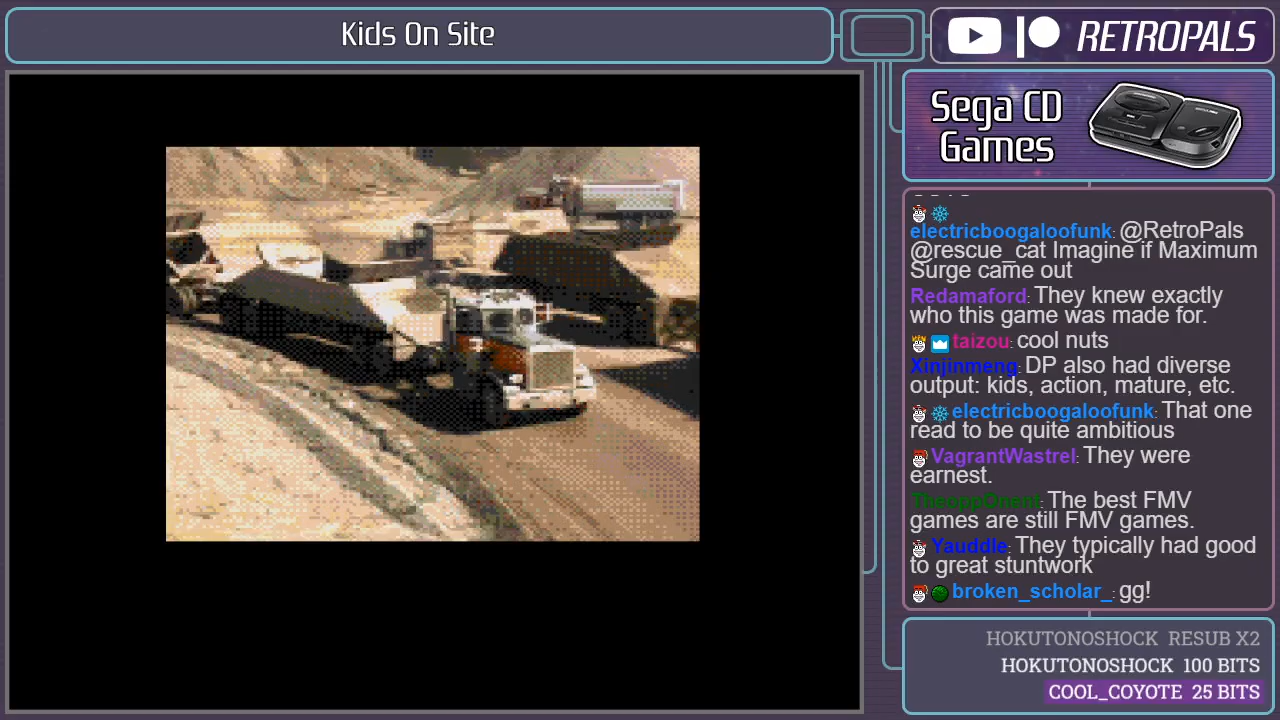 Kids On Site
RETROPALS
Sega CD
Games
electricboogaloofunk: @RetroPals
@rescue_cat Imagine if Maximum
Surge came out
Redamaford: They knew exactly
who this game was made for.
taizou: cool nuts
Xinjinmeng: DP also had diverse
output: kids, action, mature, etc.
electricboogaloofunk: That one
read to be quite ambitious
VagrantWastrel: They were
earnest.
TheoppOnent: The best FMV
games are still FMV games.
Yauddle: They typically had good
to great stuntwork
broken_scholar_: gg!
HOKUTONOSHOCK RESUB X2
HOKUTONOSHOCK 100 BITS
COOL_COYOTE 25 BITS